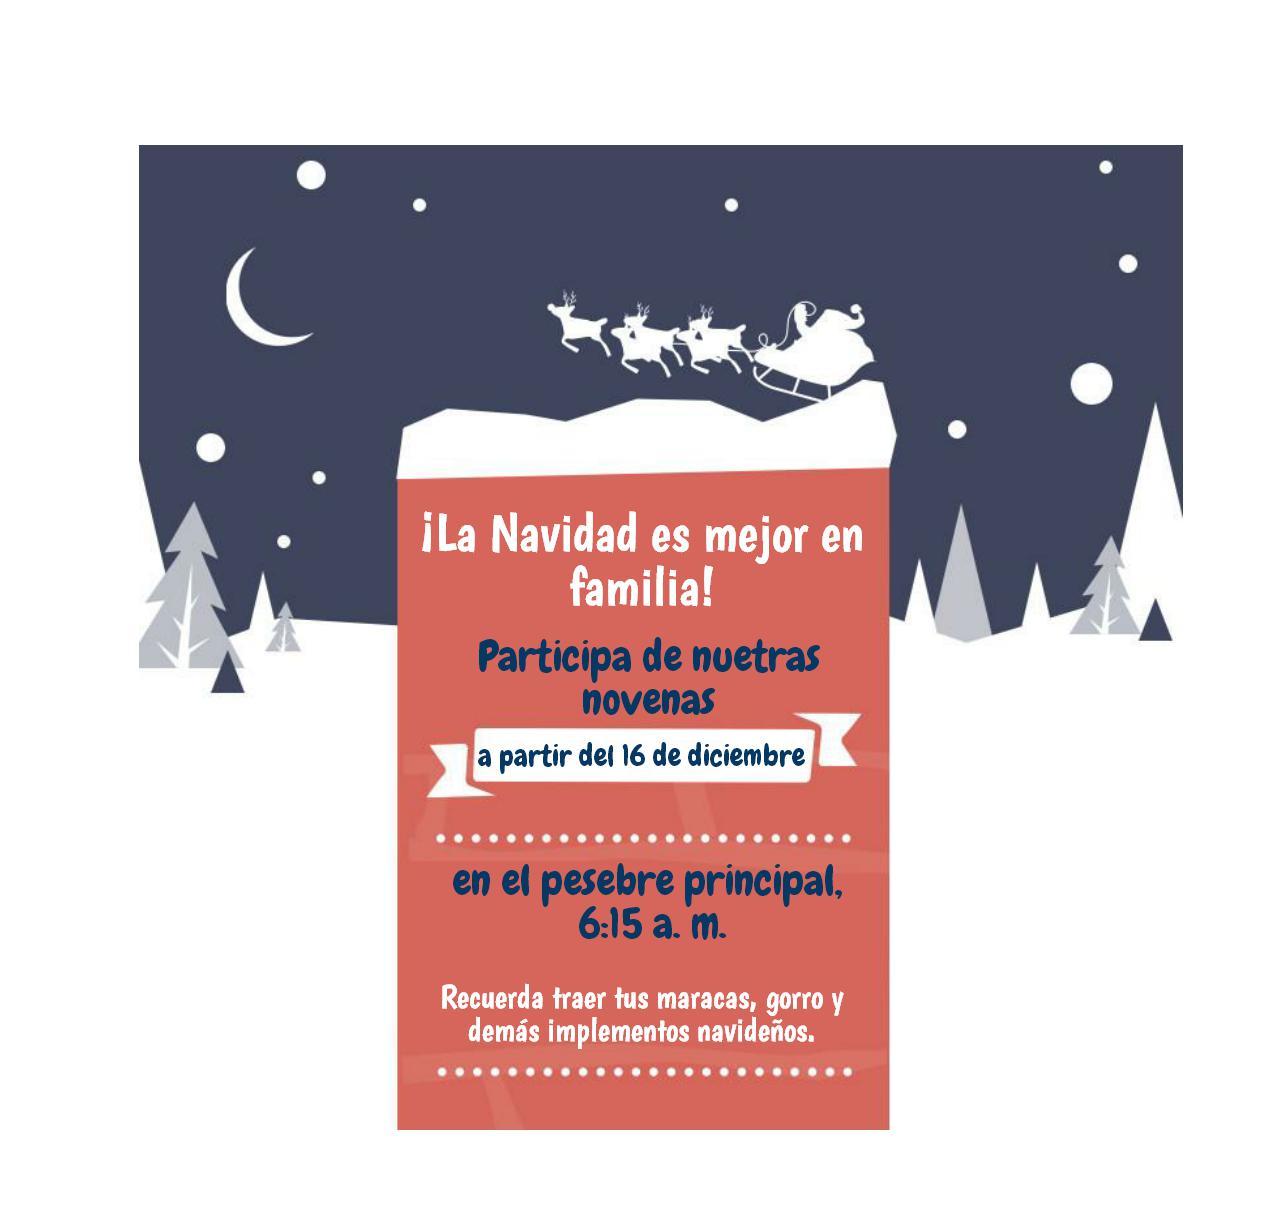 ¡La Navidad es mejor en
familia!
Participa de nuetras
novenas
a partir del 16 de diciembre
en el pesebre principal,
6:15 a. m.
Recuerda traer tus maracas, gorro y
demás implementos navideños.